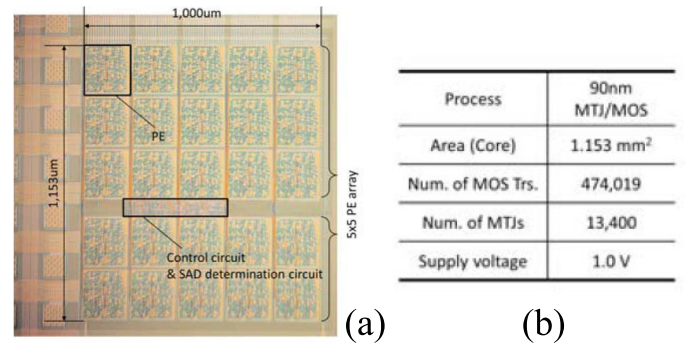 1,000um
PE
1,153um
5x5 PE array
Control circuit
& SAD determination circuit
(a)
Process
90nm
MTJ/MOS
Area (Core)
1.153 mm²
Num. of MOS Trs.
474,019
Num. of MTJs
13,400
Supply voltage
1.0 V
(b)